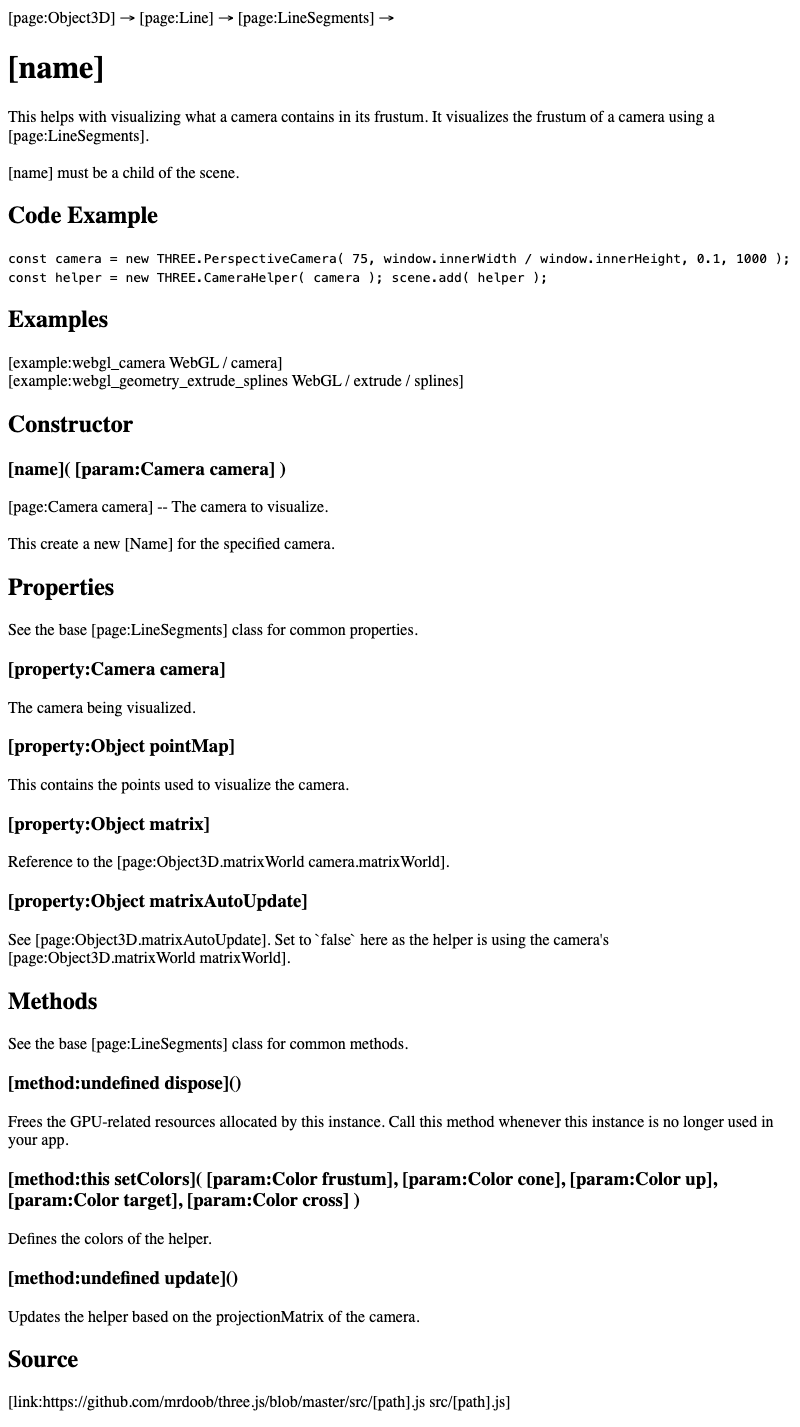 [page:Object3D] → [page:Line] → [page:LineSegments] →
[name]
This helps with visualizing what a camera contains in its frustum. It visualizes the frustum of a camera using a
[page:LineSegments].
[name] must be a child of the scene.
Code Example
const camera = new THREE.PerspectiveCamera( 75, window.innerWidth / window.innerHeight, 0.1, 1000 );
const helper = new THREE.CameraHelper( camera ); scene.add( helper );
Examples
[example:webgl_camera WebGL / camera]
[example:webgl_geometry_extrude_splines WebGL / extrude / splines]
Constructor
[name]( [param:Camera camera] )
[page:Camera camera] -- The camera to visualize.
This create a new [Name] for the specified camera.
Properties
See the base [page:LineSegments] class for common properties.
[property:Camera camera]
The camera being visualized.
[property:Object pointMap]
This contains the points used to visualize the camera.
[property:Object matrix]
Reference to the [page:Object3D.matrixWorld camera.matrixWorld].
[property:Object matrixAutoUpdate]
See [page:Object3D.matrixAutoUpdate]. Set to `false` here as the helper is using the camera's
[page:Object3D.matrixWorld matrixWorld].
Methods
See the base [page:LineSegments] class for common methods.
[method:undefined dispose]()
Frees the GPU-related resources allocated by this instance. Call this method whenever this instance is no longer used in
your app.
[method:this setColors]( [param:Color frustum], [param:Color cone], [param:Color up],
[param:Color target], [param:Color cross] )
Defines the colors of the helper.
[method:undefined update]()
Updates the helper based on the projectionMatrix of the camera.
Source
[link:https://github.com/mrdoob/three.js/blob/master/src/[path].js src/[path].js]